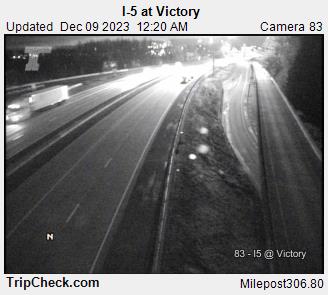 I-5 at Victory
Updated Dec 09 2023 12:20 AM Camera 83
N
83 - I5 @ Victory
TripCheck.com Milepost306.80